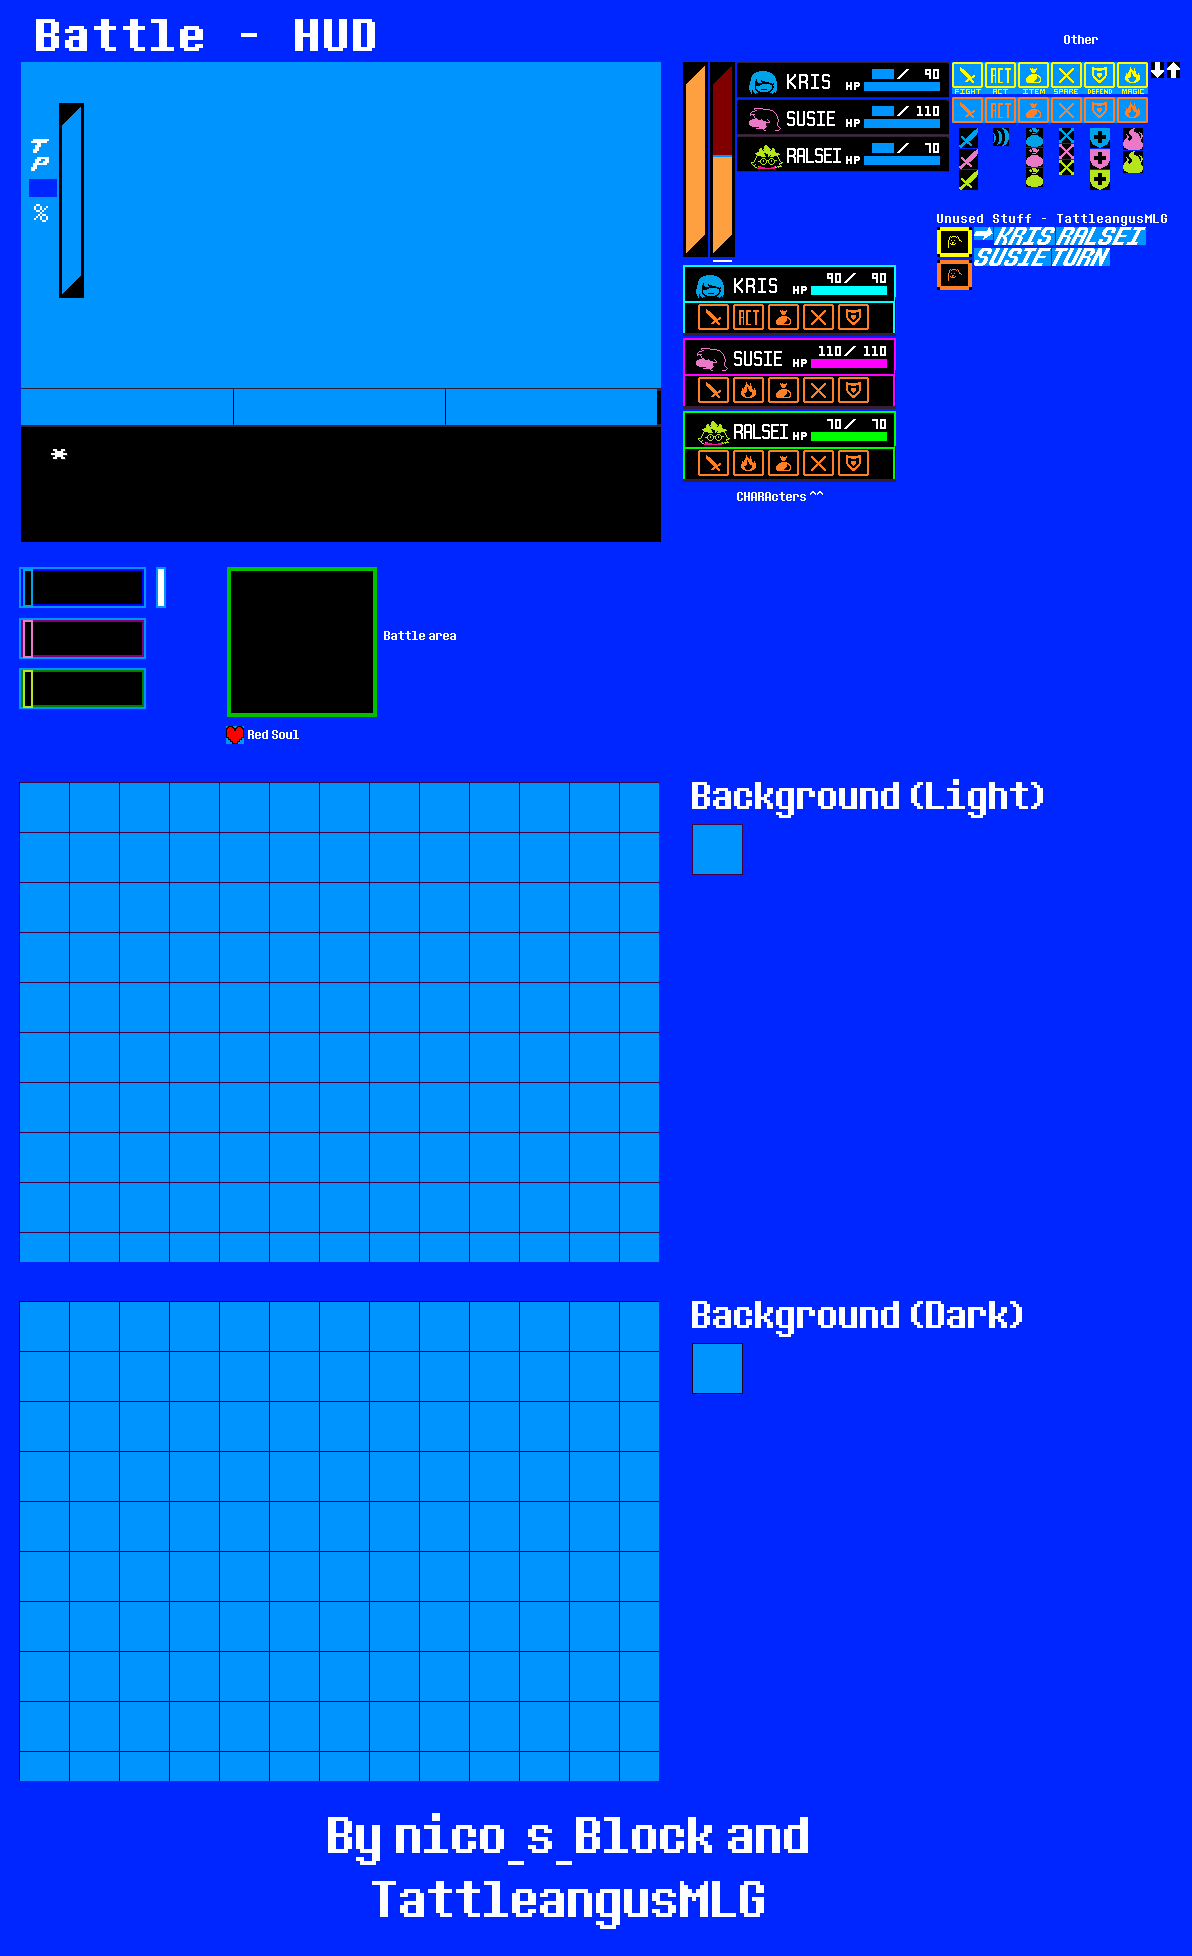 Battle - HUD
Other
TP
%
KRIS
HP
/ 90
SUSIE
HP
/ 110
RALSEI
HP
/ 70
ACT
FIGHT ACT ITEM SPARE DEFEND MAGIC
ACT
Unused Stuff - TattleangusMLG
KRIS RALSEI
SUSIE TURN
KRIS
HP
90/ 90
ACT
SUSIE
HP
110/ 110
RALSEI
HP
70/ 70
CHARActers ^^
*
Battle area
Red Soul
Background (Light)
Background (Dark)
By nico_s_Block and
TattleangusMLG